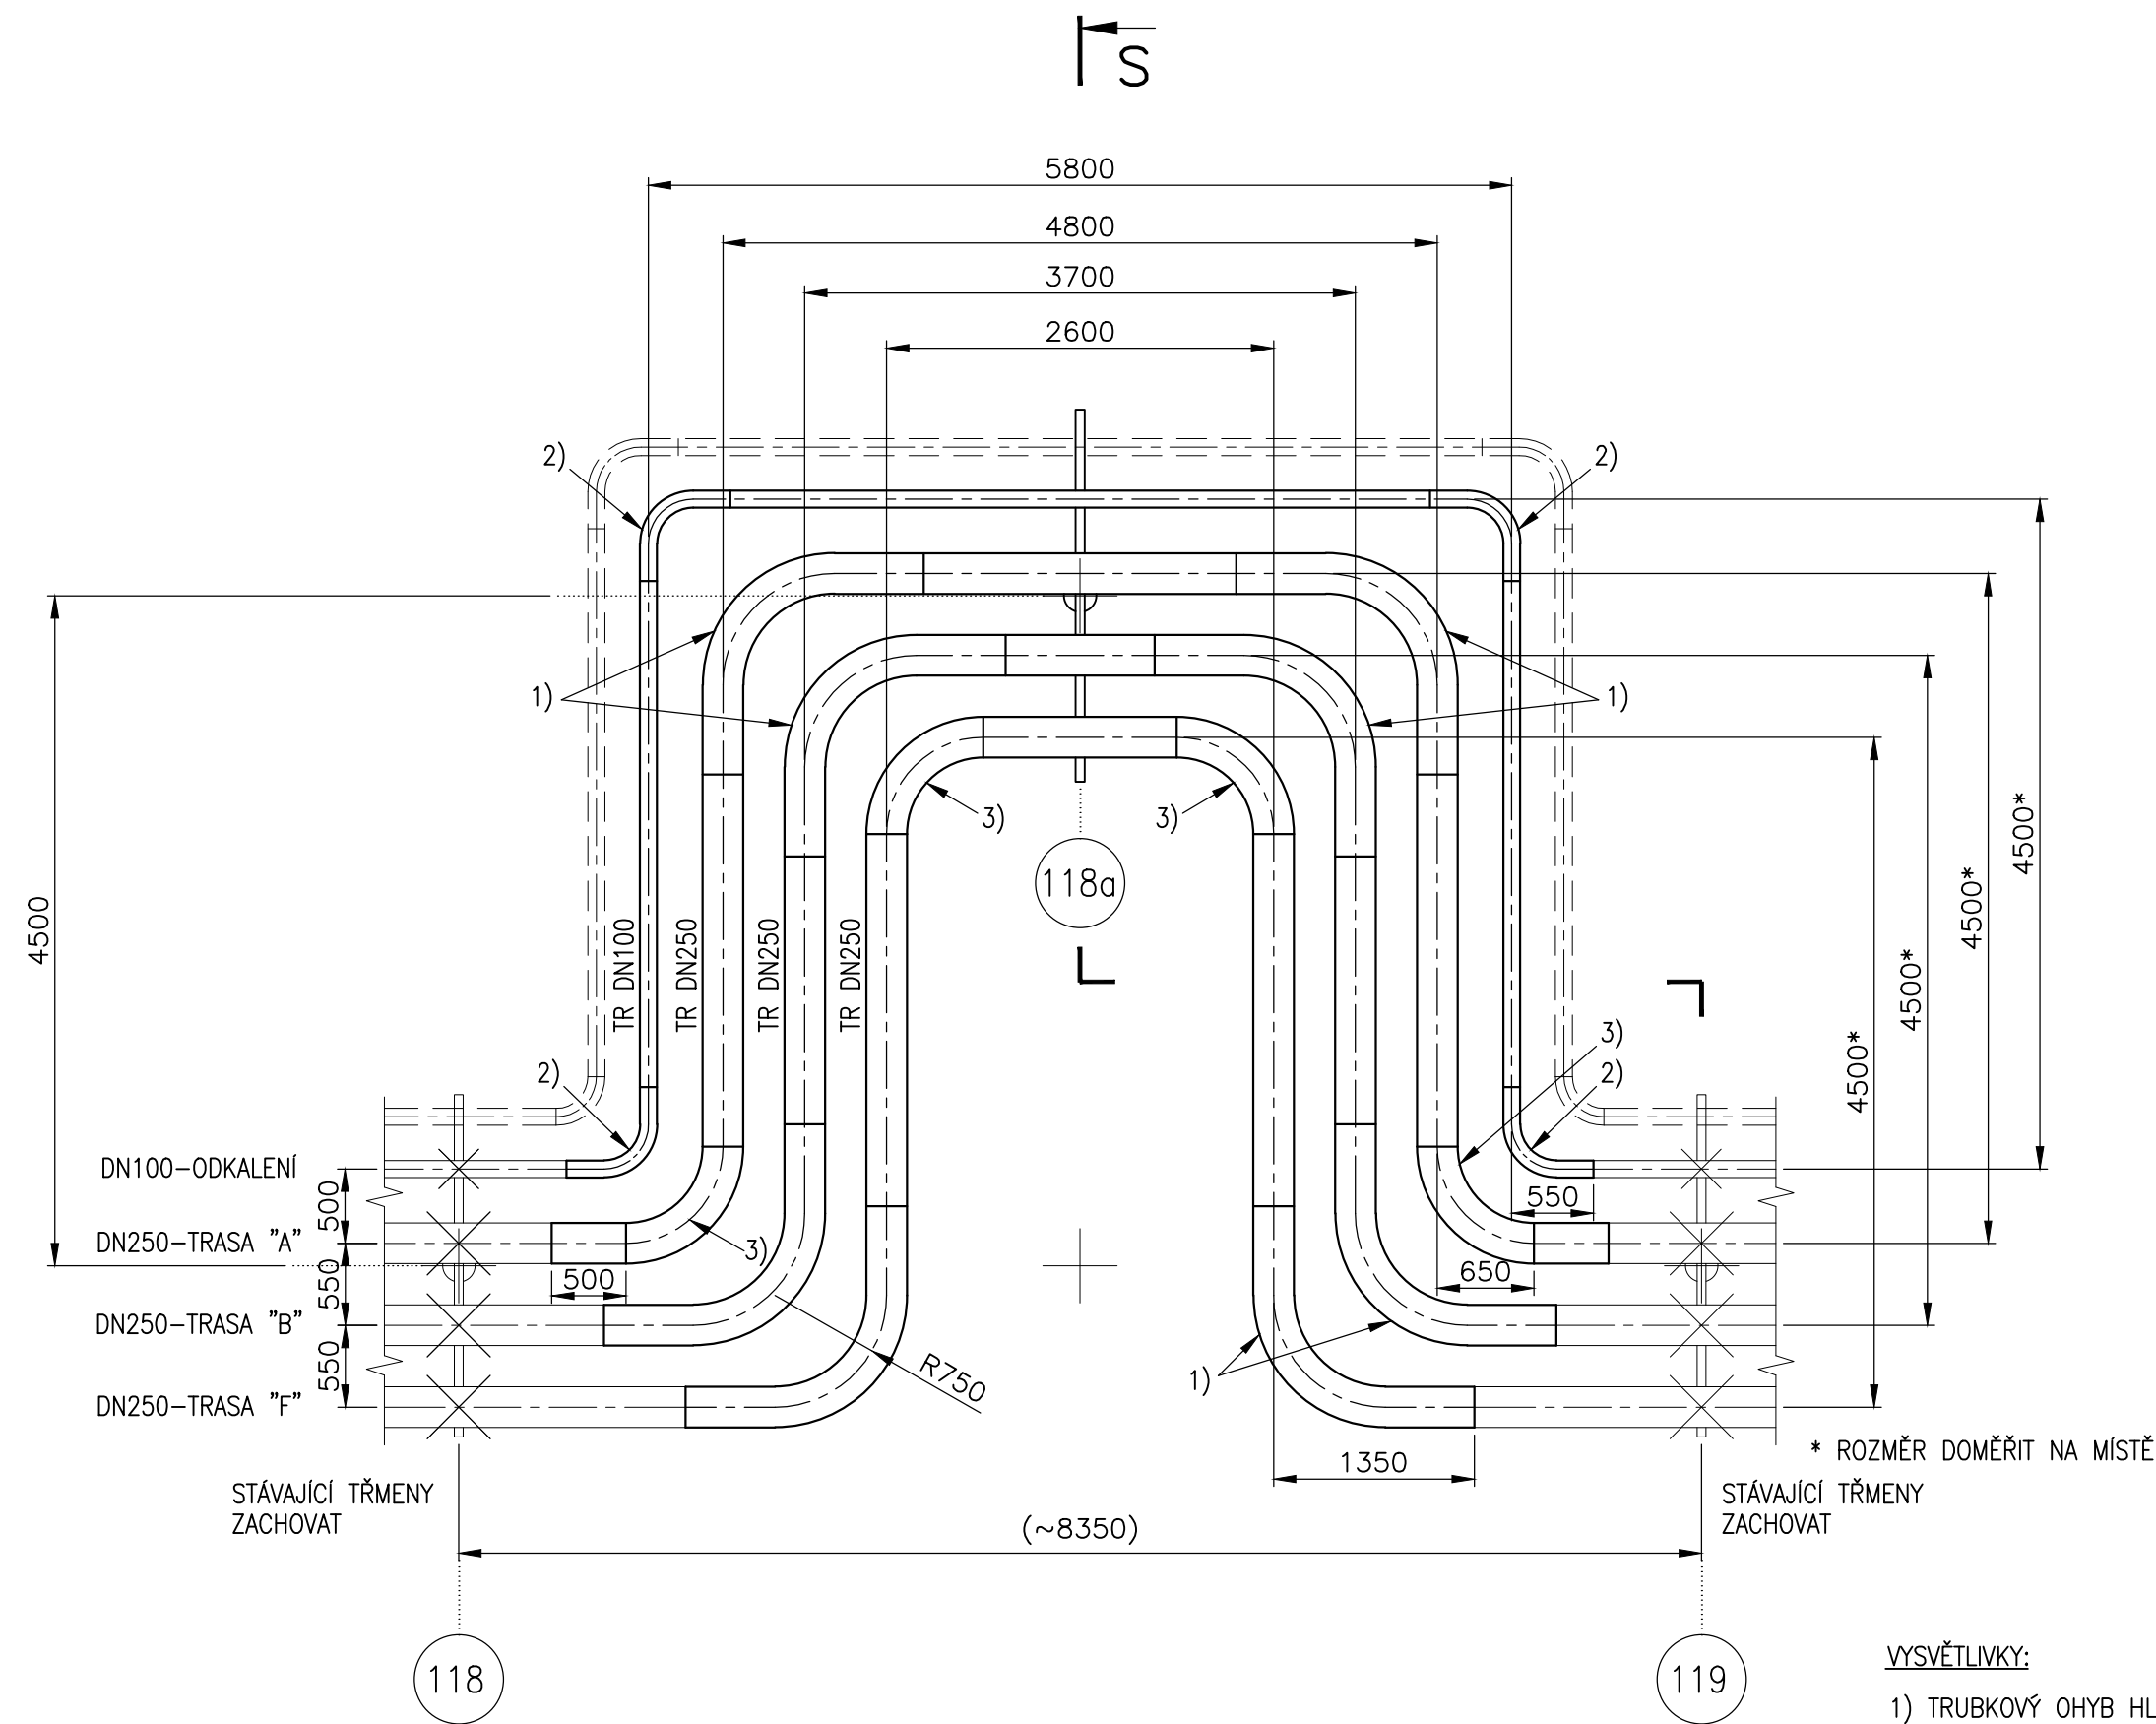 S
5800
4800
3700
2600
2)
2)
1)
1)
3)
3)
118a
4500
TR DN100
TR DN250
TR DN250
TR DN250
4500*
4500*
4500*
4500*
3)
2)
2)
DN100-ODKALENÍ
500
DN250-TRASA "A"
550
DN250-TRASA "B"
550
DN250-TRASA "F"
3)
500
550
650
R750
1)
1350
* ROZMĚR DOMĚŘIT NA MÍSTĚ
STÁVAJÍCÍ TŘMENY
ZACHOVAT
STÁVAJÍCÍ TŘMENY
ZACHOVAT
(~8350)
118
119
VYSVĚTLIVKY:
1) TRUBKOVÝ OHYB HL